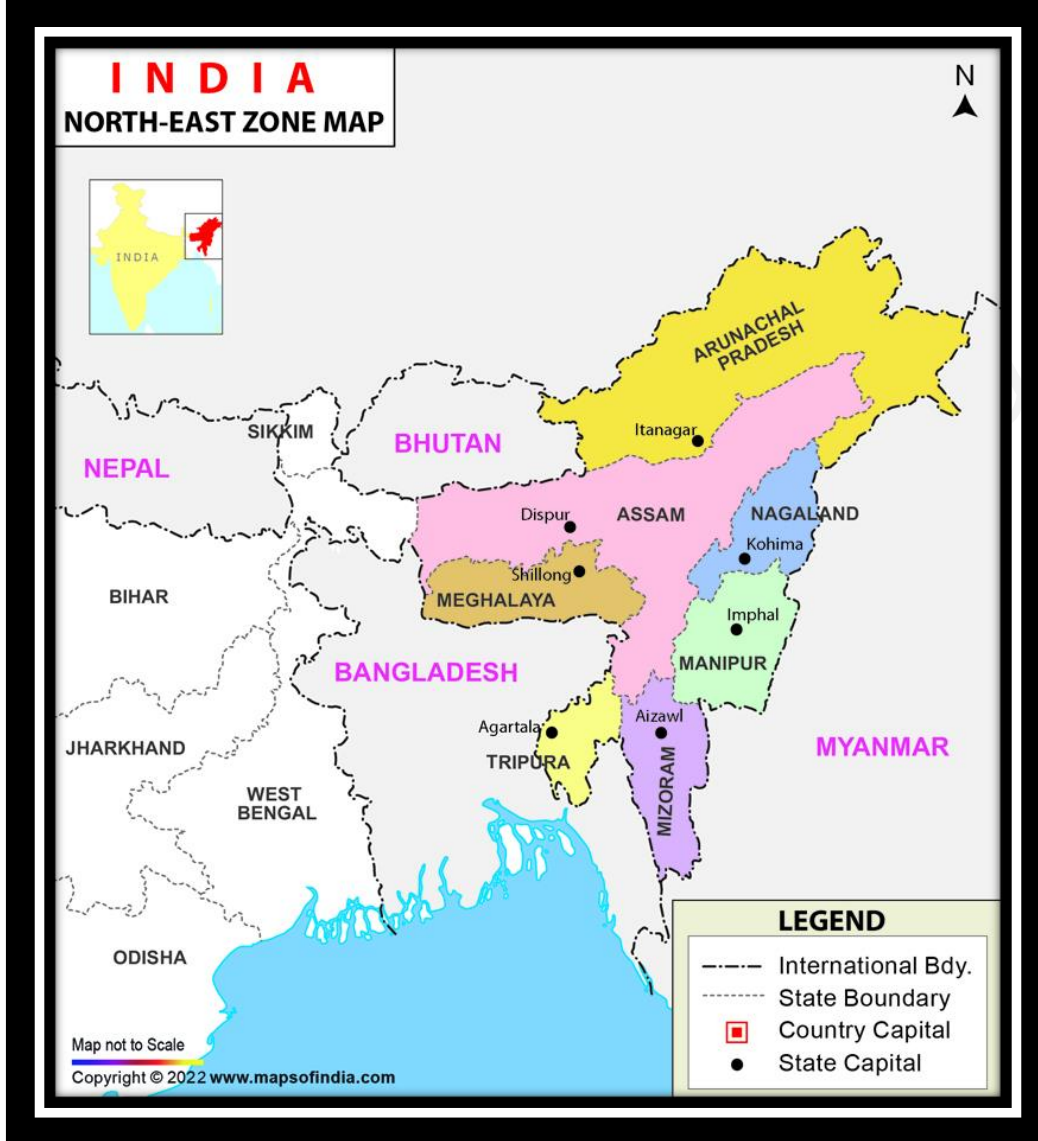 INDIA
NORTH-EAST ZONE MAP
N
INDIA
ARUNACHAL
PRADESH
SIKKIM
BHUTAN
Itanagar
NEPAL
Dispur
ASSAM
NAGALAND
Kohima
Shillong
BIHAR
MEGHALAYA
Imphal
BANGLADESH
MANIPUR
Agartala
Aizawl
JHARKHAND
TRIPURA
MYANMAR
WEST
BENGAL
MIZORAM
ODISHA
LEGEND
International Bdy.
State Boundary
Country Capital
State Capital
Map not to Scale
Copyright © 2022 www.mapsofindia.com